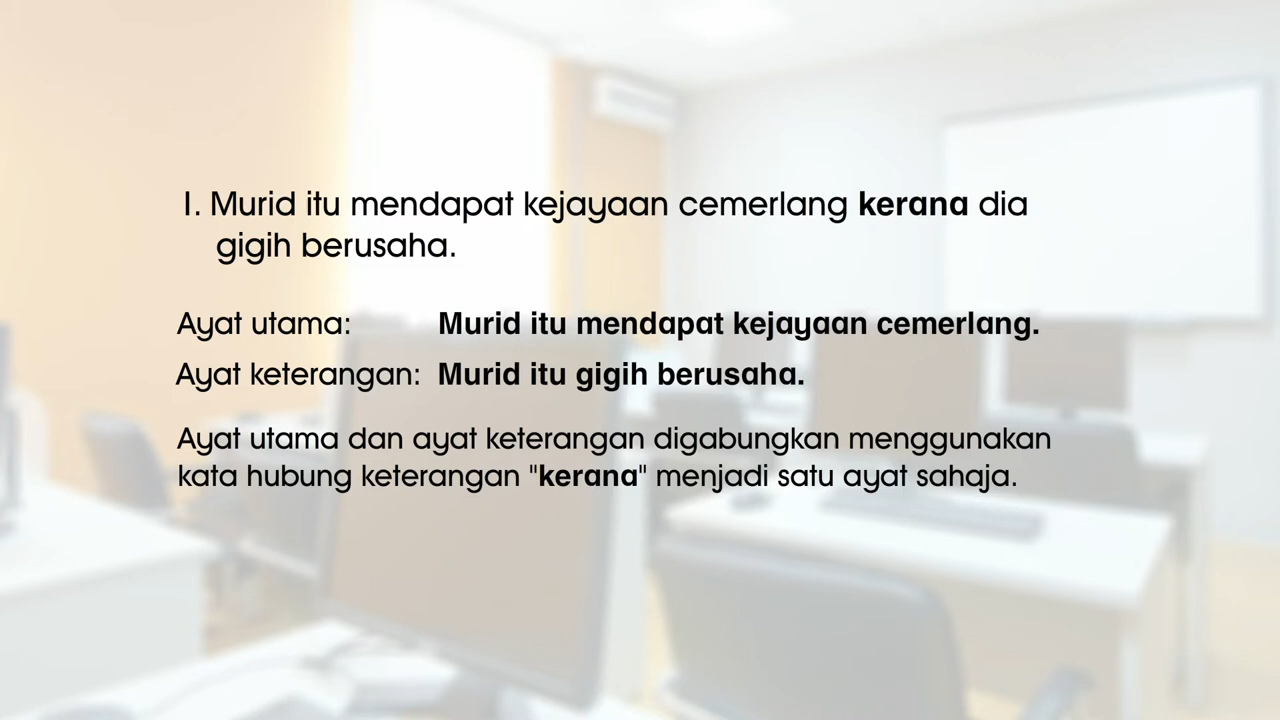 1. Murid itu mendapat kejayaan cemerlang kerana dia
gigih berusaha.
Ayat utama: Murid itu mendapat kejayaan cemerlang.
Ayat keterangan: Murid itu gigih berusaha.
Ayat utama dan ayat keterangan digabungkan menggunakan
kata hubung keterangan "kerana" menjadi satu ayat sahaja.